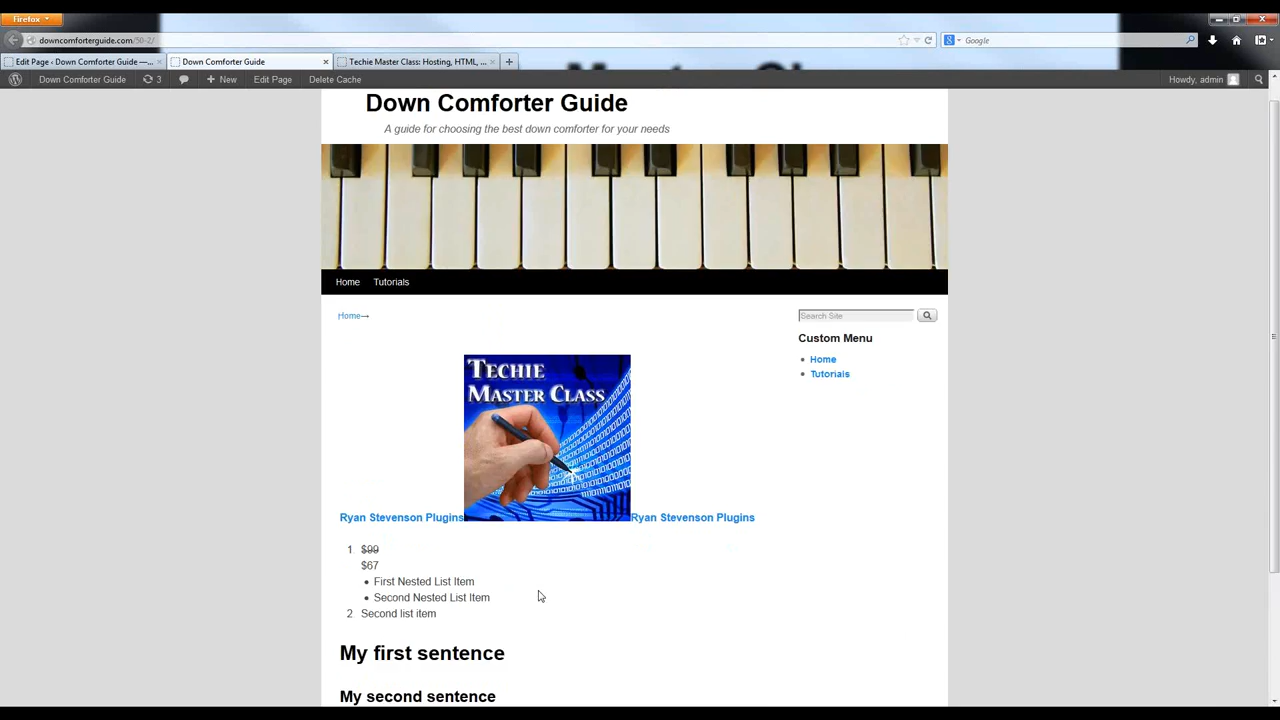 Firefox
downcomforterguide.com/50-2/
Google
Edit Page ‹ Down Comforter Guide —...
Down Comforter Guide
Techie Master Class: Hosting, HTML, ...
Down Comforter Guide
3
New
Edit Page
Delete Cache
Howdy, admin
Down Comforter Guide
A guide for choosing the best down comforter for your needs
Home
Tutorials
Home→
Search Site
Custom Menu
Home
Tutorials
TECHIE
MASTER CLASS
Ryan Stevenson Plugins
Ryan Stevenson Plugins
1 $99
$67
• First Nested List Item
• Second Nested List Item
2 Second list item
My first sentence
My second sentence